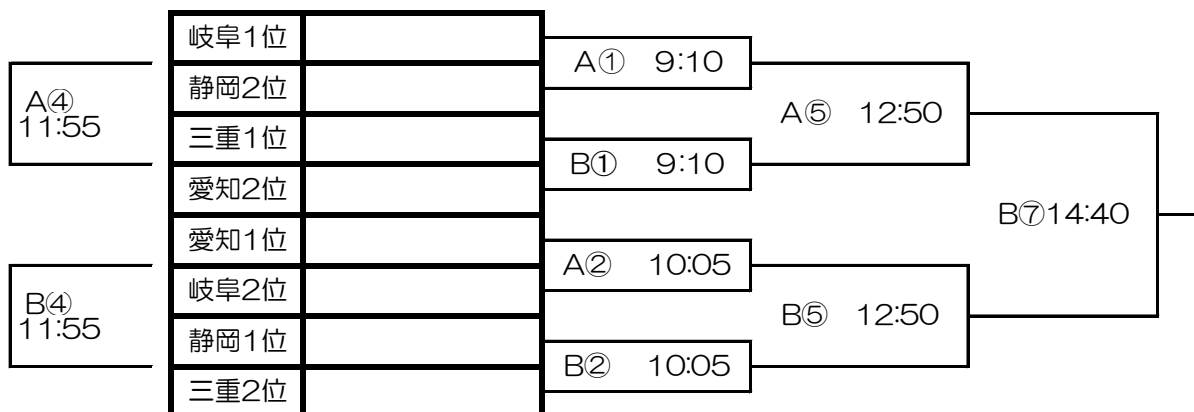 岐阜1位
静岡2位
三重1位
愛知2位
愛知1位
岐阜2位
静岡1位
三重2位
A④
11:55
B④
11:55
A① 9:10
B① 9:10
A② 10:05
B② 10:05
A⑤ 12:50
B⑤ 12:50
B⑦14:40